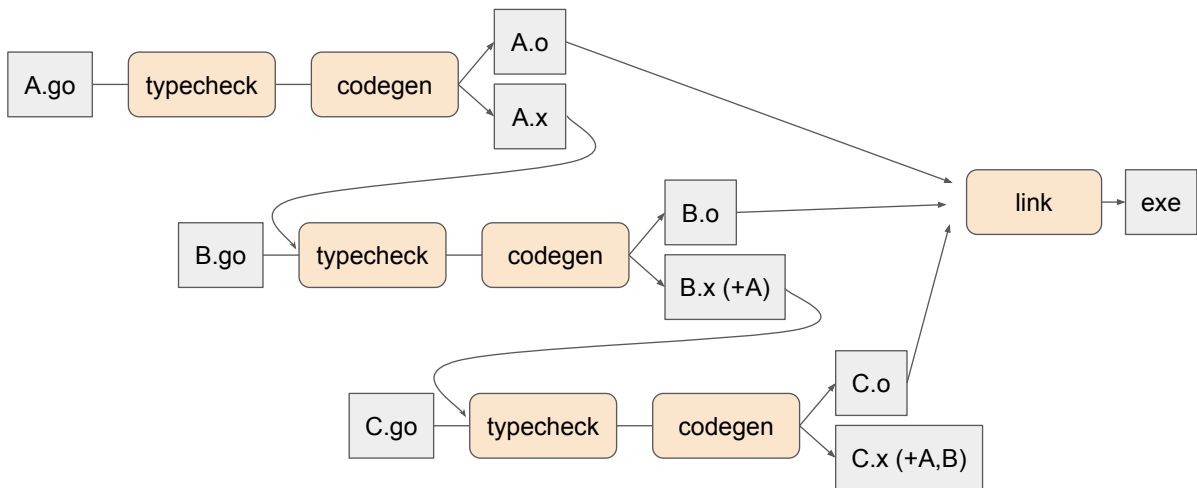 A.go
typecheck
codegen
A.o
A.x
B.go
typecheck
codegen
B.o
B.x (+A)
C.go
typecheck
codegen
C.o
C.x (+A,B)
link
exe